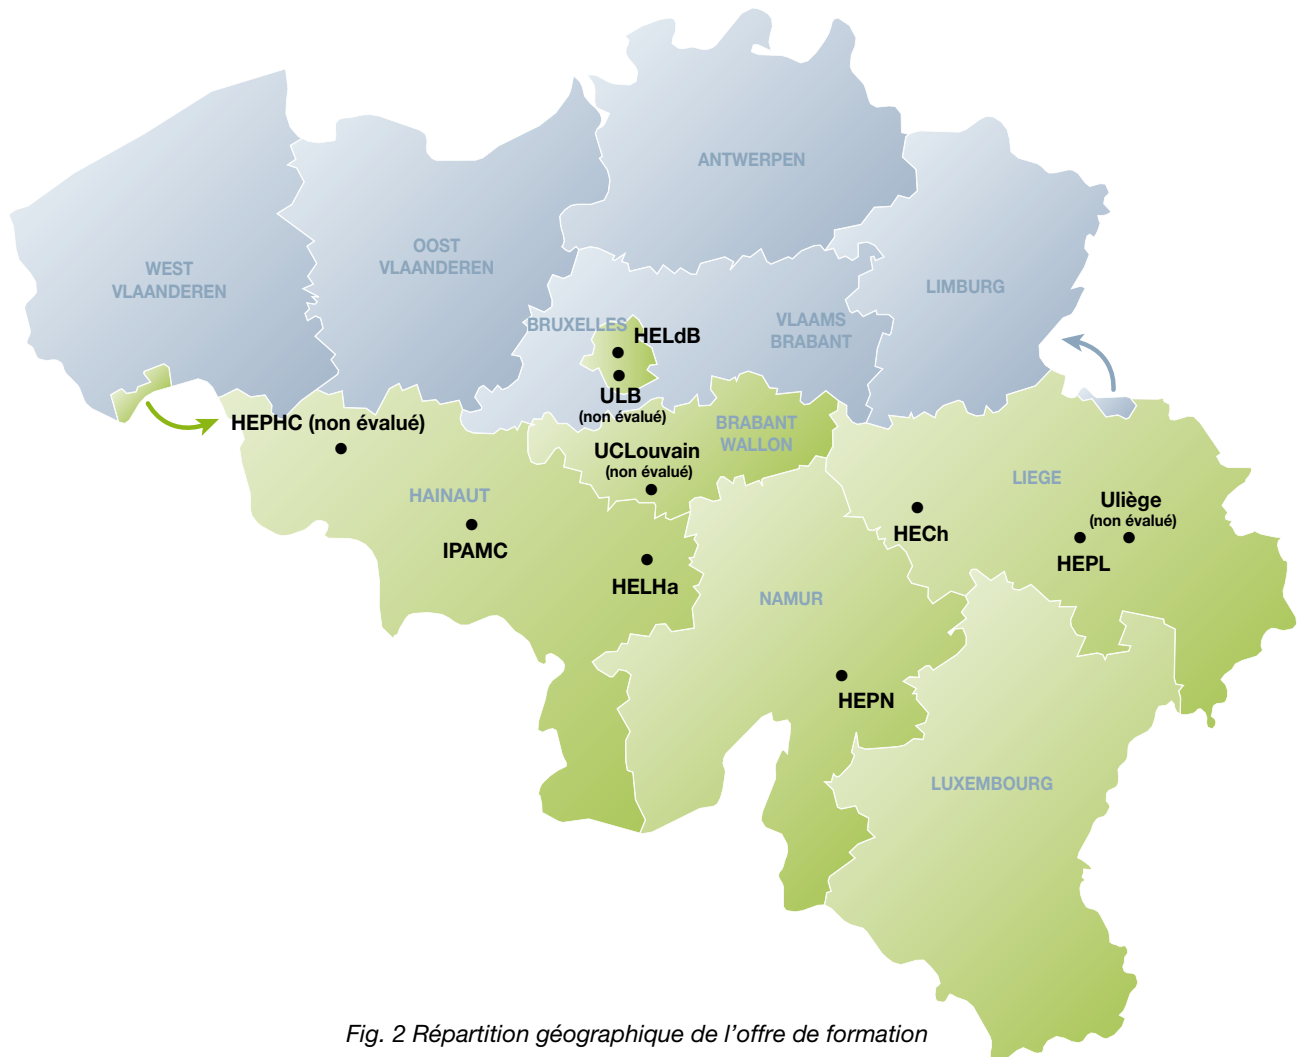 ANTWERPEN
OOST
VLAANDEREN
WEST
VLAANDEREN
LIMBURG
BRUXELLES
HELdB
VLAAMS
BRABANT
ULB
(non évalué)
HEPHC (non évalué)
BRABANT
WALLON
UCLouvain
(non évalué)
HAINAUT
LIEGE
Uliège
(non évalué)
HECh
IPAMC
HEPL
HELHa
NAMUR
HEPN
LUXEMBOURG
Fig. 2 Répartition géographique de l’offre de formation